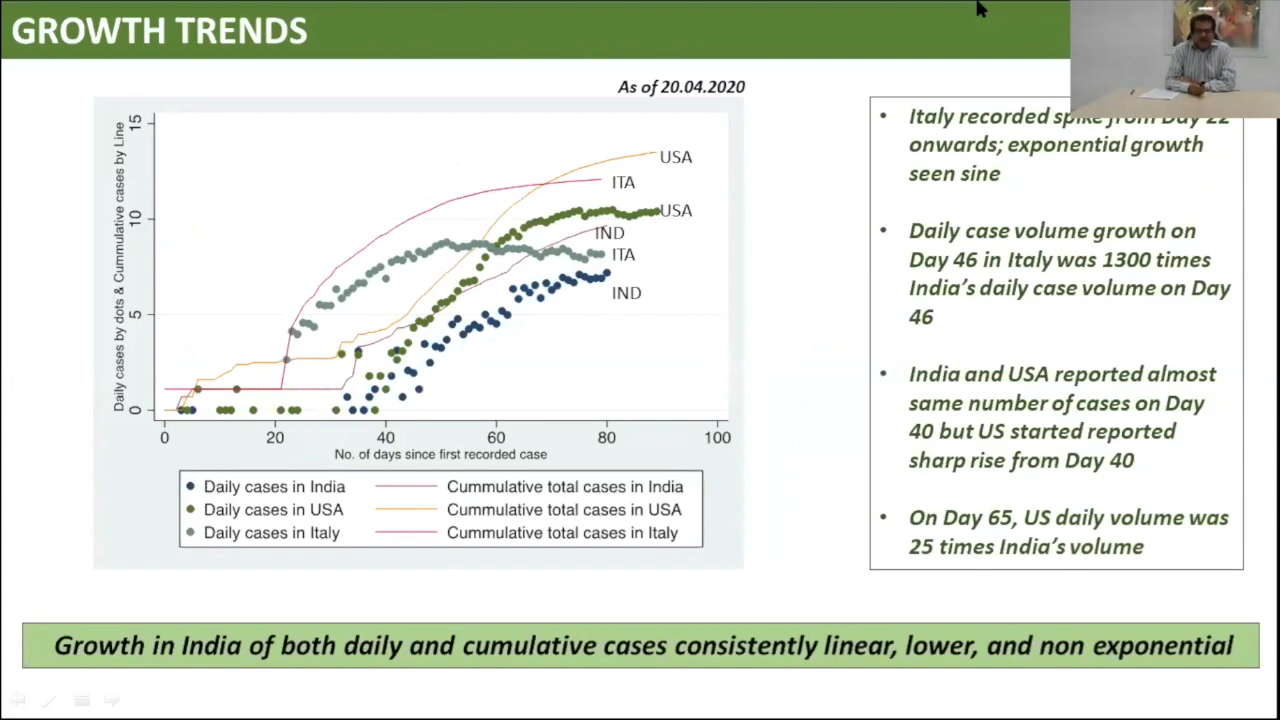 GROWTH TRENDS
As of 20.04.2020
Daily cases by dots & Cummulative cases by Line
15
10
5
0
0 20 40 60 80 100
No. of days since first recorded case
USA
ITA
USA
IND
ITA
IND
Daily cases in India Cummulative total cases in India
Daily cases in USA Cummulative total cases in USA
Daily cases in Italy Cummulative total cases in Italy
• Italy recorded spike from Day 22
onwards; exponential growth
seen sine
• Daily case volume growth on
Day 46 in Italy was 1300 times
India's daily case volume on Day
46
• India and USA reported almost
same number of cases on Day
40 but US started reported
sharp rise from Day 40
• On Day 65, US daily volume was
25 times India's volume
Growth in India of both daily and cumulative cases consistently linear, lower, and non exponential